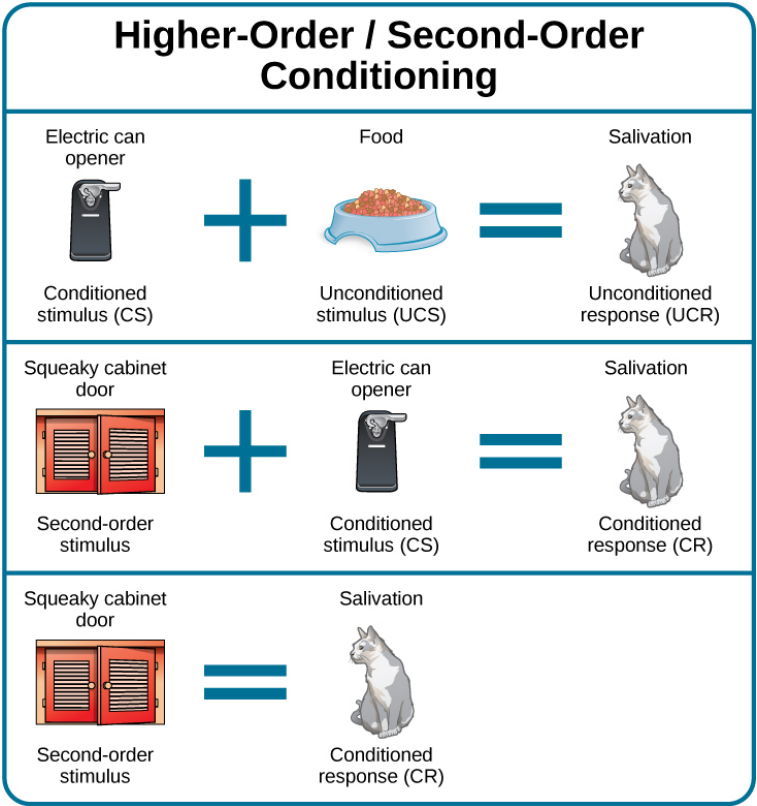 Higher-Order / Second-Order
Conditioning
Electric can
opener
Food
Salivation
Conditioned
stimulus (CS)
Unconditioned
stimulus (UCS)
Unconditioned
response (UCR)
Squeaky cabinet
door
Electric can
opener
Salivation
Second-order
stimulus
Conditioned
stimulus (CS)
Conditioned
response (CR)
Squeaky cabinet
door
Salivation
Second-order
stimulus
Conditioned
response (CR)